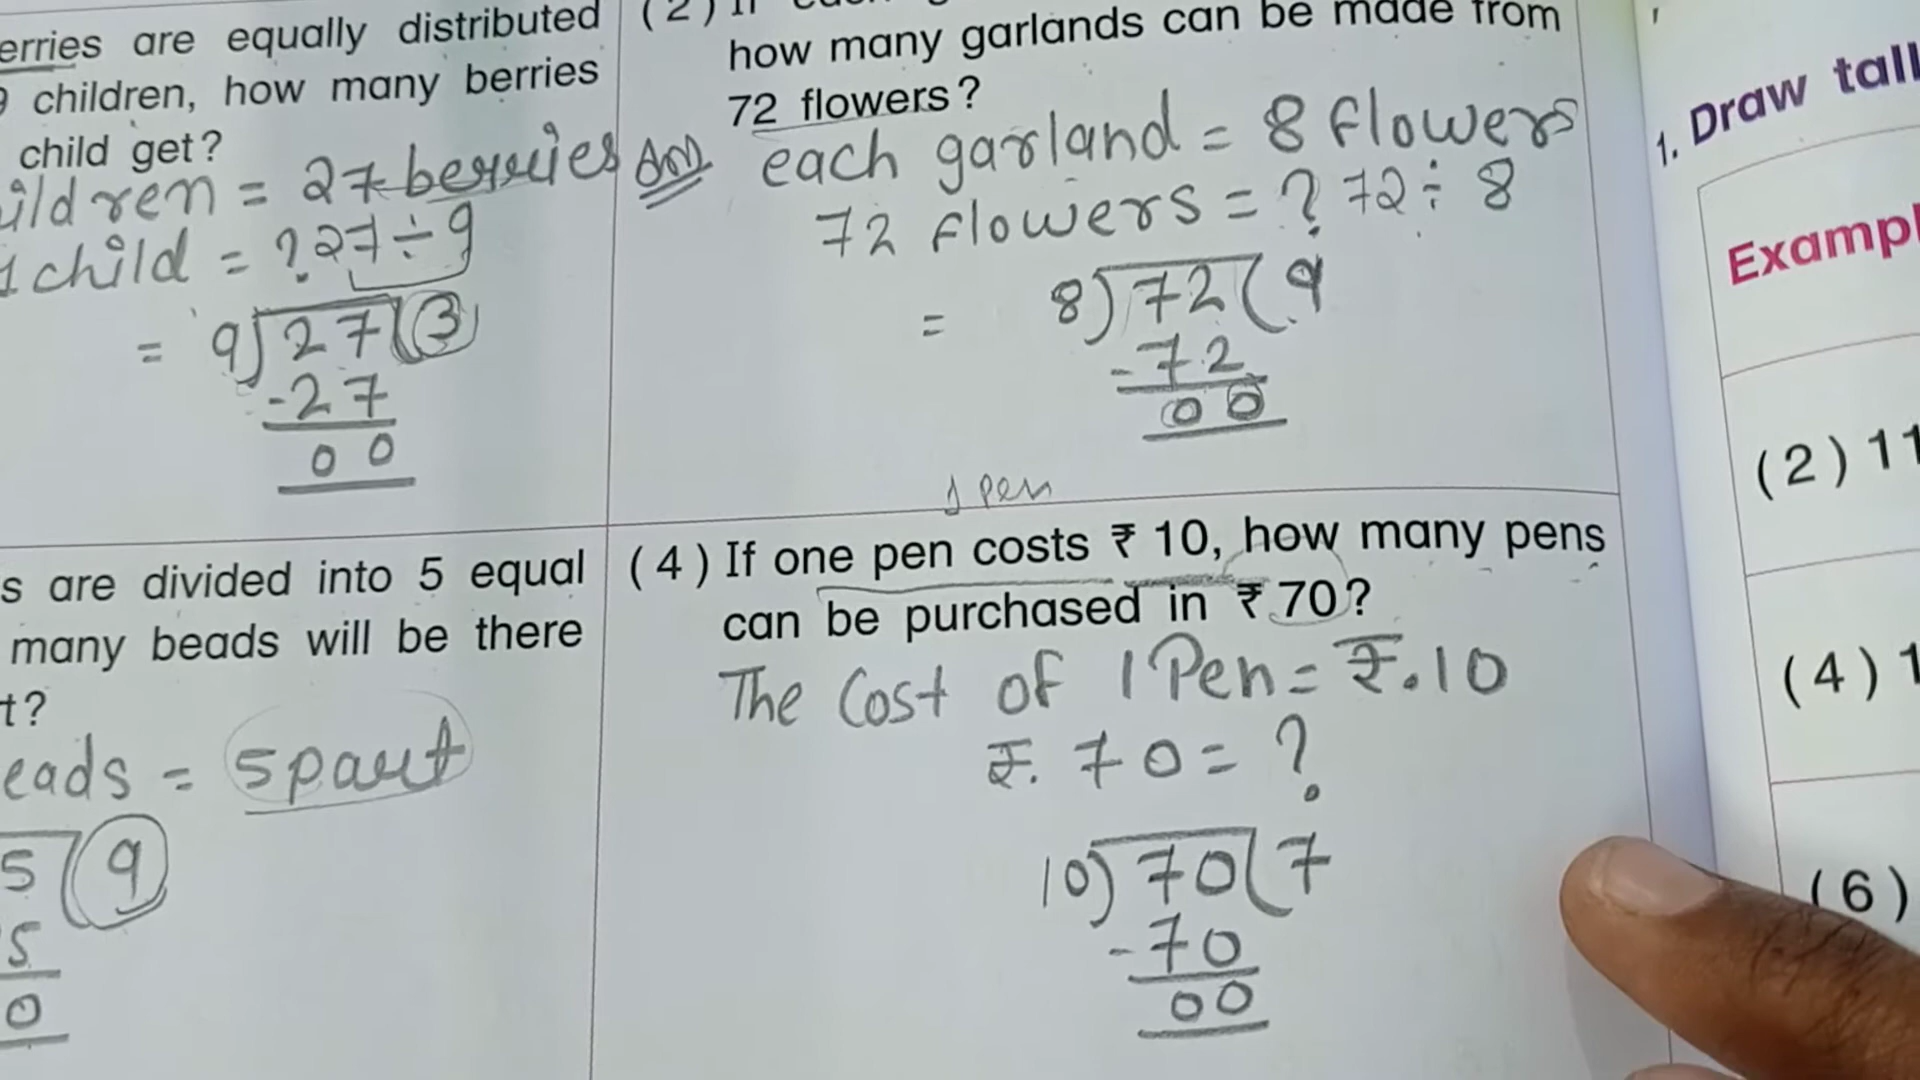 erries are equally distributed
children, how many berries
child get?
ildren = 27 berries
1 child = ? 27 ÷ 9
= 9)27(3
-27
00
how many garlands can be made from
72 flowers?
Ans each garland = 8 flowers
72 flowers = ? 72 ÷ 8
= 8)72(9
-72
00
s are divided into 5 equal
many beads will be there
t?
eads = 5 part
5(9
5
0
1 pen
(4) If one pen costs ₹ 10, how many pens
can be purchased in ₹ 70?
The Cost of 1 Pen = ₹.10
₹. 70 = ?
10)70(7
-70
00
1. Draw tall
Exampl
(2) 11
(4) 1
(6)